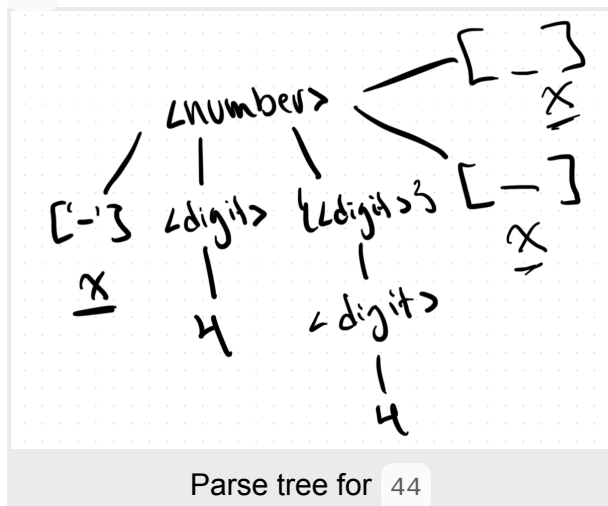 [_]
x
<number>
['-'] <digit> {<digit>} [-]
x
x
4
<digit>
4
Parse tree for 44